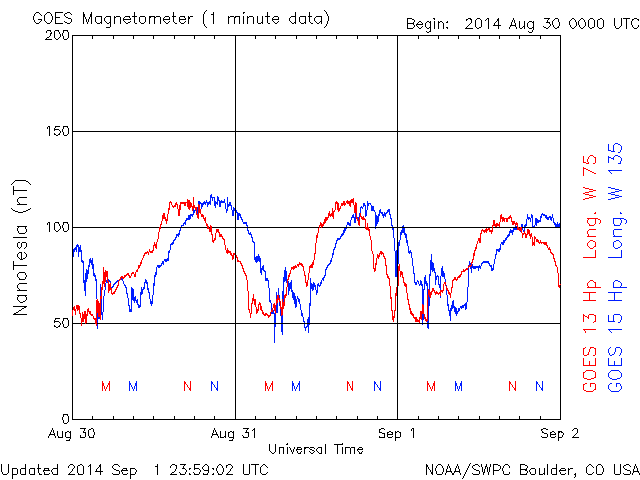 GOES Magnetometer (1 minute data)
Begin: 2014 Aug 30 0000 UTC
200
150
100
50
0
NanoTesla (nT)
GOES 13 Hp Long. W 75
GOES 15 Hp Long. W 135
M M N N M M N N M M N N
Aug 30 Aug 31 Sep 1 Sep 2
Universal Time
Updated 2014 Sep 1 23:59:02 UTC
NOAA/SWPC Boulder, CO USA